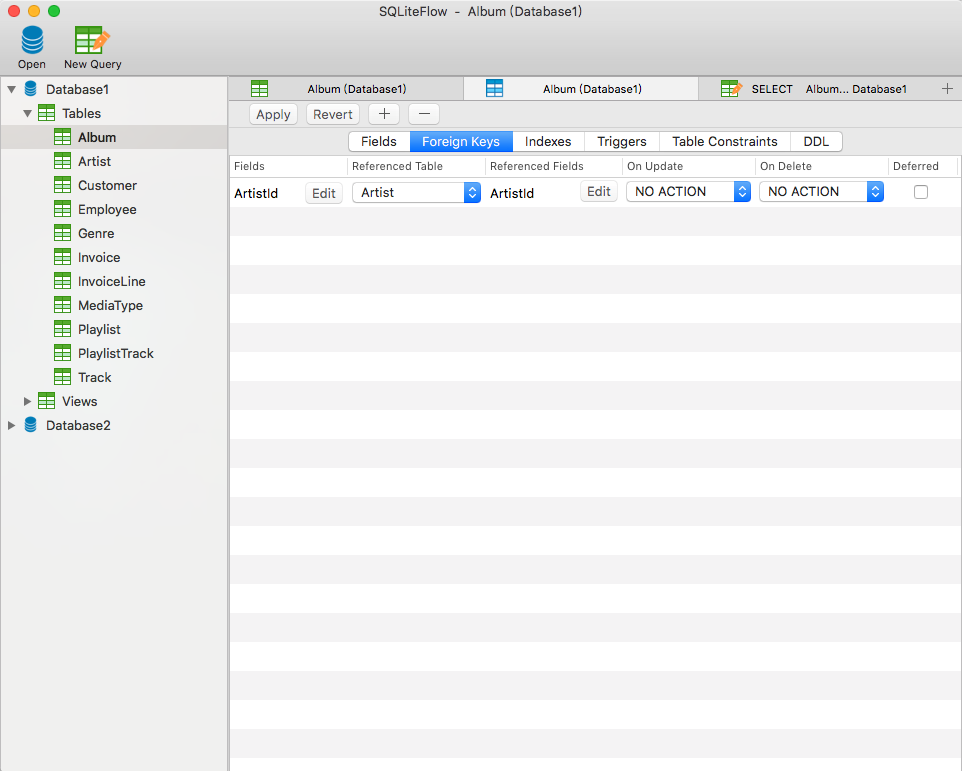 SQLiteFlow - Album (Database1)
Open New Query
Database1
Tables
Album
Artist
Customer
Employee
Genre
Invoice
InvoiceLine
MediaType
Playlist
PlaylistTrack
Track
Views
Database2
Album (Database1) Album (Database1) SELECT Album... Database1 +
Apply Revert + —
Fields Foreign Keys Indexes Triggers Table Constraints DDL
Fields Referenced Table Referenced Fields On Update On Delete Deferred
ArtistId Edit Artist ArtistId Edit NO ACTION NO ACTION